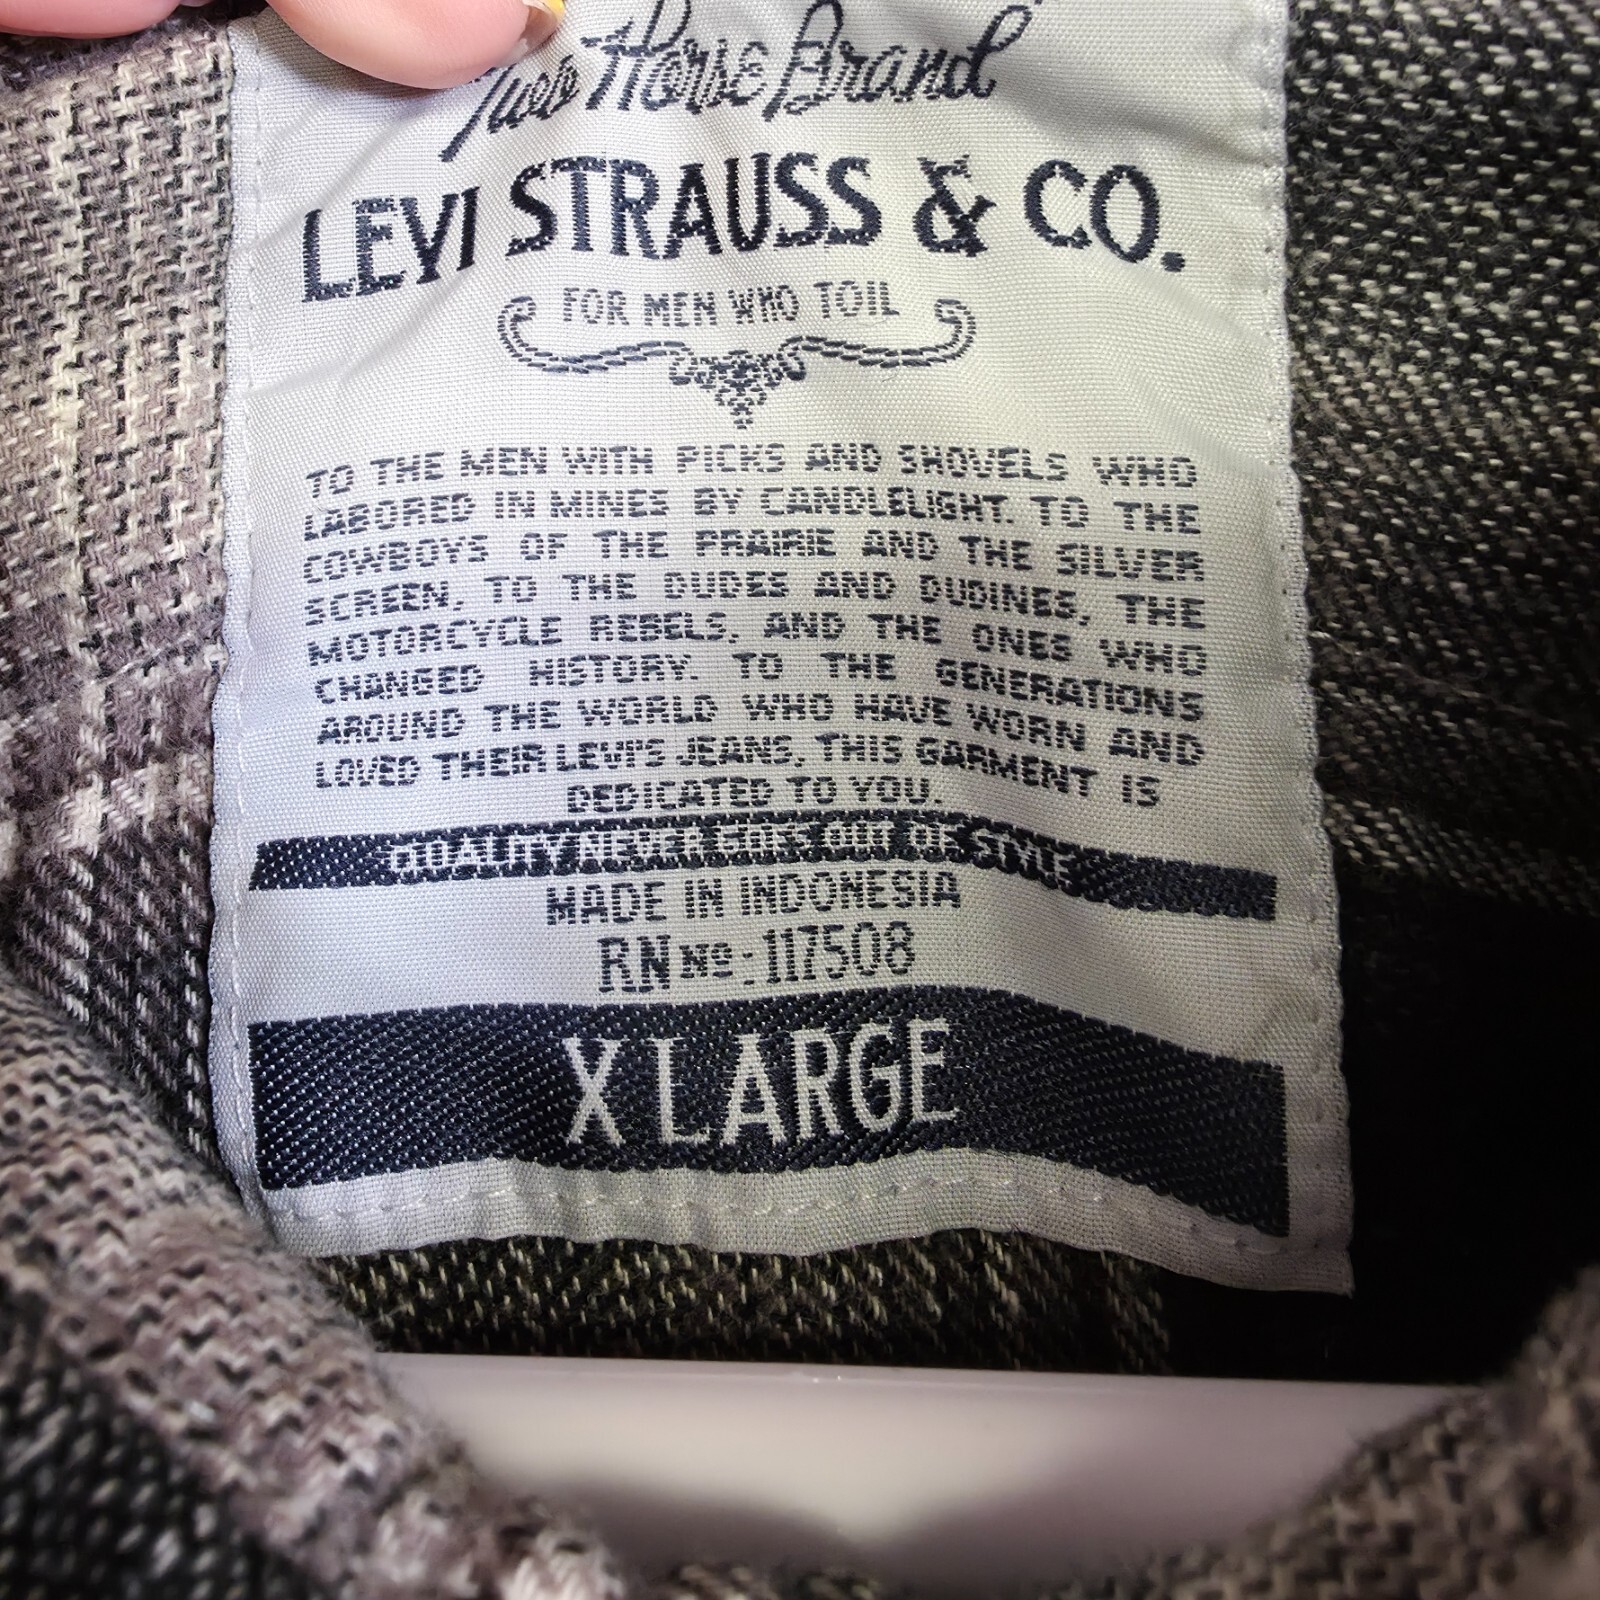 Two Horse Brand
LEVI STRAUSS & CO.
FOR MEN WHO TOIL
TO THE MEN WITH PICKS AND SHOVELS WHO
LABORED IN MINES BY CANDLELIGHT. TO THE
COWBOYS OF THE PRAIRIE AND THE SILVER
SCREEN, TO THE DUDES AND DUDINES, THE
MOTORCYCLE REBELS, AND THE ONES WHO
CHANGED HISTORY. TO THE GENERATIONS
AROUND THE WORLD WHO HAVE WORN AND
LOVED THEIR LEVI'S JEANS, THIS GARMENT IS
DEDICATED TO YOU.
QUALITY NEVER GOES OUT OF STYLE
MADE IN INDONESIA
RN No: 117508
X LARGE